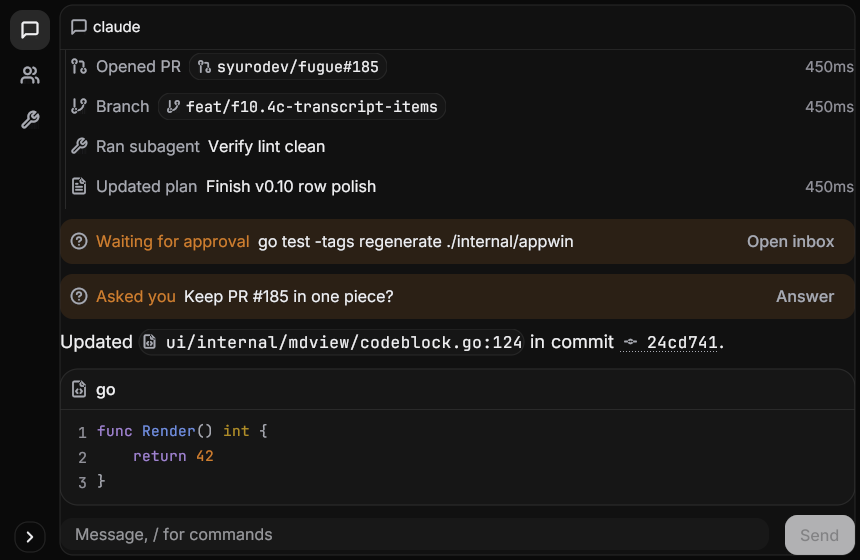 claude
Opened PR syurodev/fugue#185 450ms
Branch feat/f10.4c-transcript-items 450ms
Ran subagent Verify lint clean
Updated plan Finish v0.10 row polish 450ms
Waiting for approval go test -tags regenerate ./internal/appwin Open inbox
Asked you Keep PR #185 in one piece? Answer
Updated ui/internal/mdview/codeblock.go:124 in commit 24cd741.
go
1 func Render() int {
2     return 42
3 }
Message, / for commands Send